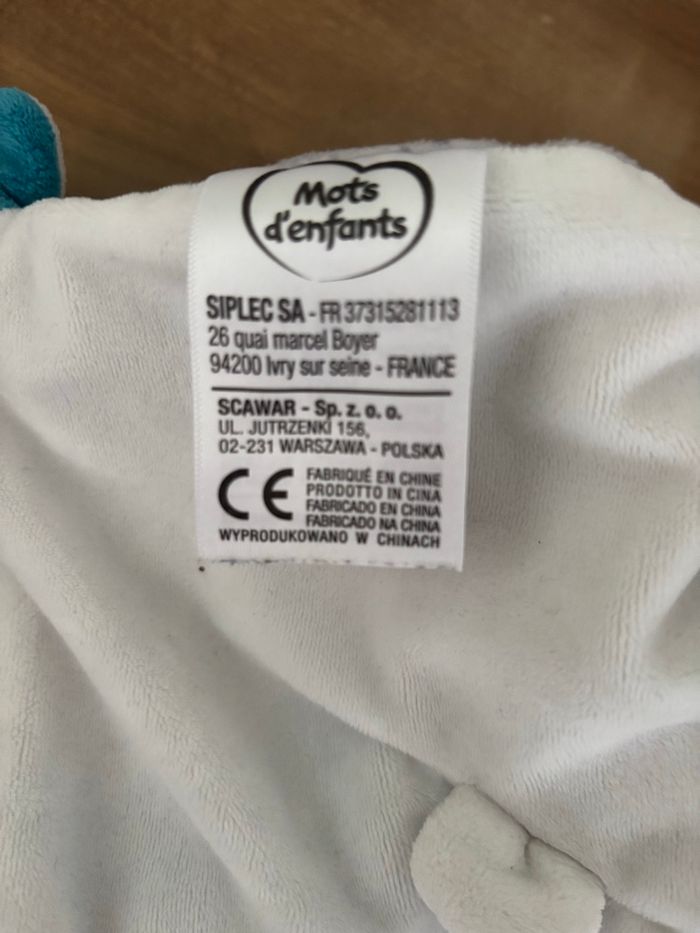 Mots
d'enfants
SIPLEC SA - FR 37315281113
26 quai marcel Boyer
94200 Ivry sur seine - FRANCE
SCAWAR - Sp. z. o. o.
UL. JUTRZENKI 156,
02-231 WARSZAWA - POLSKA
CE
FABRIQUÉ EN CHINE
PRODOTTO IN CINA
FABRICADO EN CHINA
FABRICADO NA CHINA
WYPRODUKOWANO W CHINACH